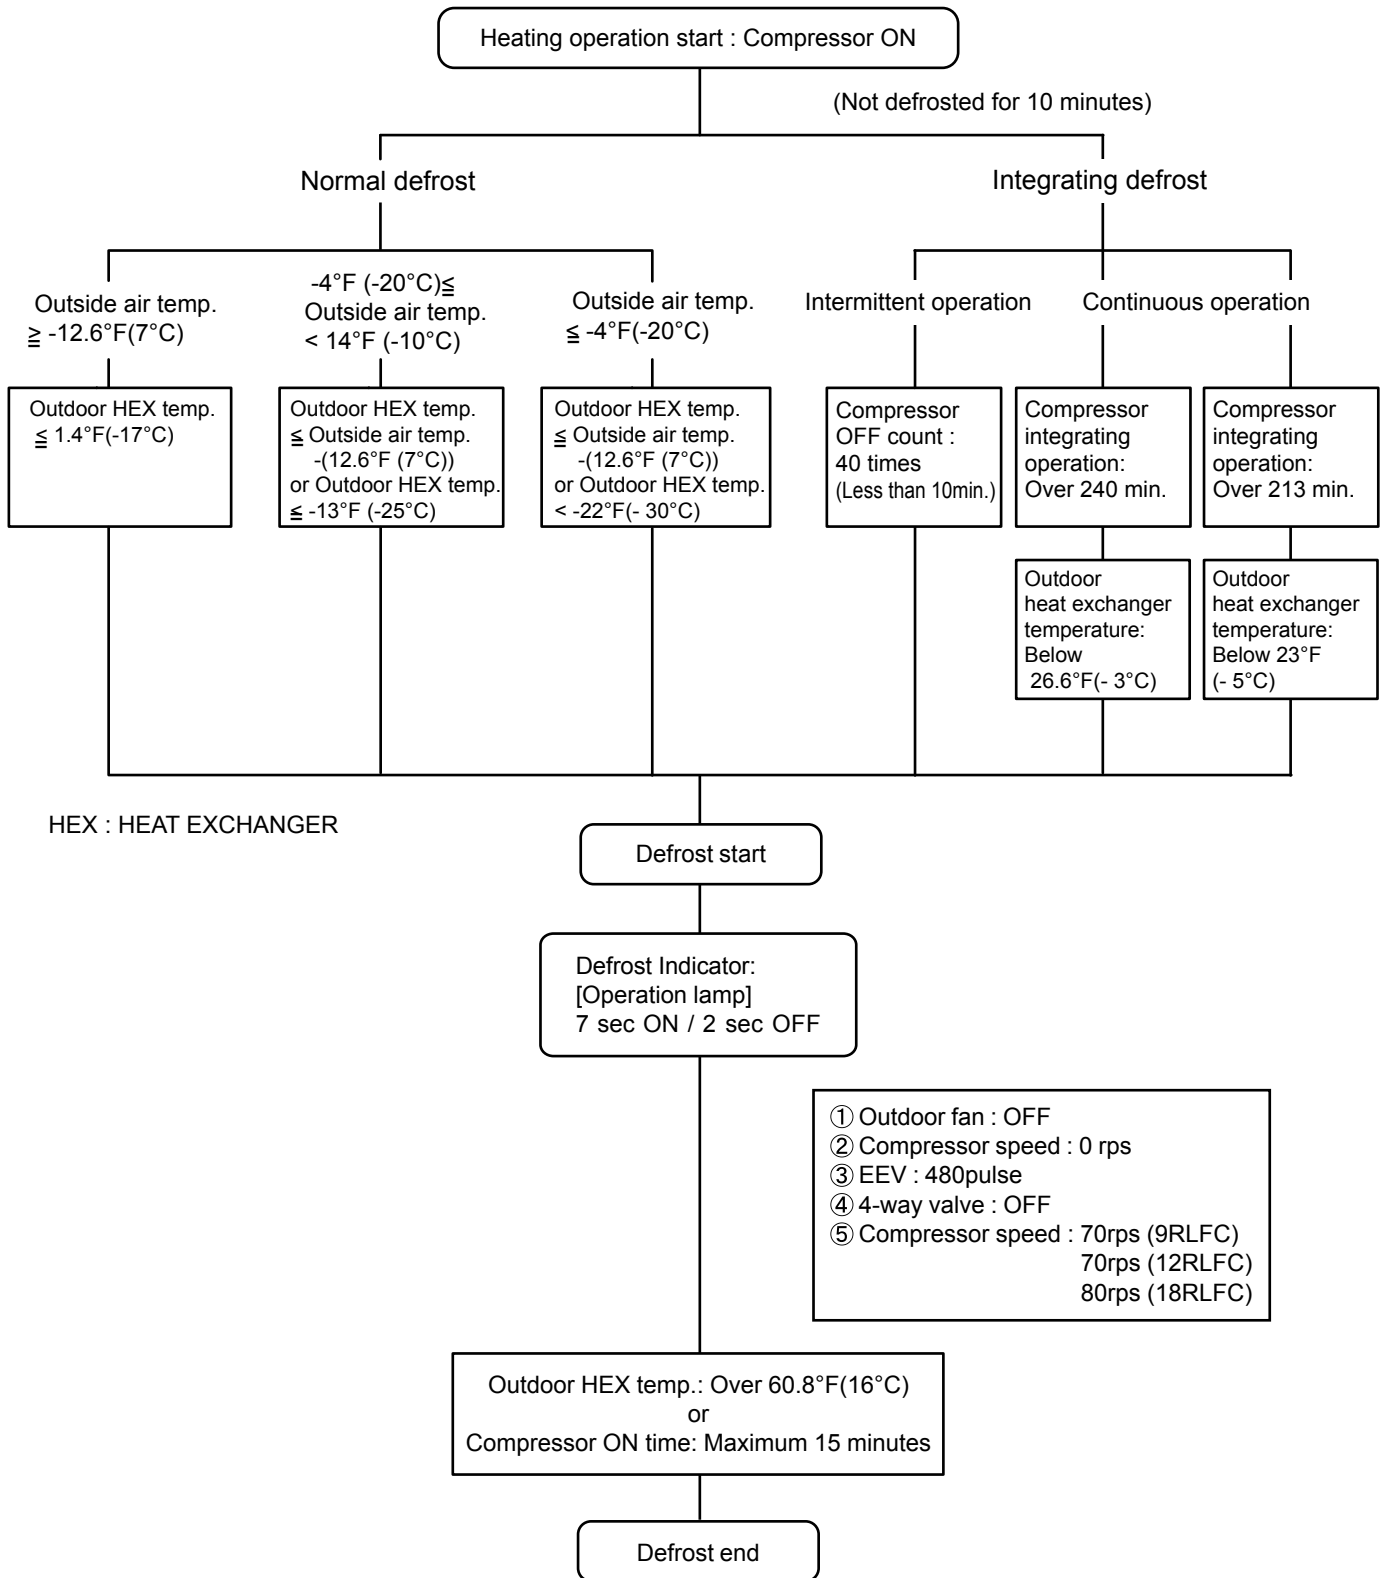 Heating operation start : Compressor ON
(Not defrosted for 10 minutes)
Normal defrost
Integrating defrost
Outside air temp.
≧ -12.6°F(7°C)
-4°F (-20°C)≦
Outside air temp.
< 14°F (-10°C)
Outside air temp.
≦ -4°F(-20°C)
Intermittent operation
Continuous operation
Outdoor HEX temp.
≦ 1.4°F(-17°C)
Outdoor HEX temp.
≦ Outside air temp.
-(12.6°F (7°C))
or Outdoor HEX temp.
≦ -13°F (-25°C)
Outdoor HEX temp.
≦ Outside air temp.
-(12.6°F (7°C))
or Outdoor HEX temp.
< -22°F(- 30°C)
Compressor
OFF count :
40 times
(Less than 10min.)
Compressor
integrating
operation:
Over 240 min.
Compressor
integrating
operation:
Over 213 min.
Outdoor
heat exchanger
temperature:
Below
26.6°F(- 3°C)
Outdoor
heat exchanger
temperature:
Below 23°F
(- 5°C)
HEX : HEAT EXCHANGER
Defrost start
Defrost Indicator:
[Operation lamp]
7 sec ON / 2 sec OFF
① Outdoor fan : OFF
② Compressor speed : 0 rps
③ EEV : 480pulse
④ 4-way valve : OFF
⑤ Compressor speed : 70rps (9RLFC)
70rps (12RLFC)
80rps (18RLFC)
Outdoor HEX temp.: Over 60.8°F(16°C)
or
Compressor ON time: Maximum 15 minutes
Defrost end